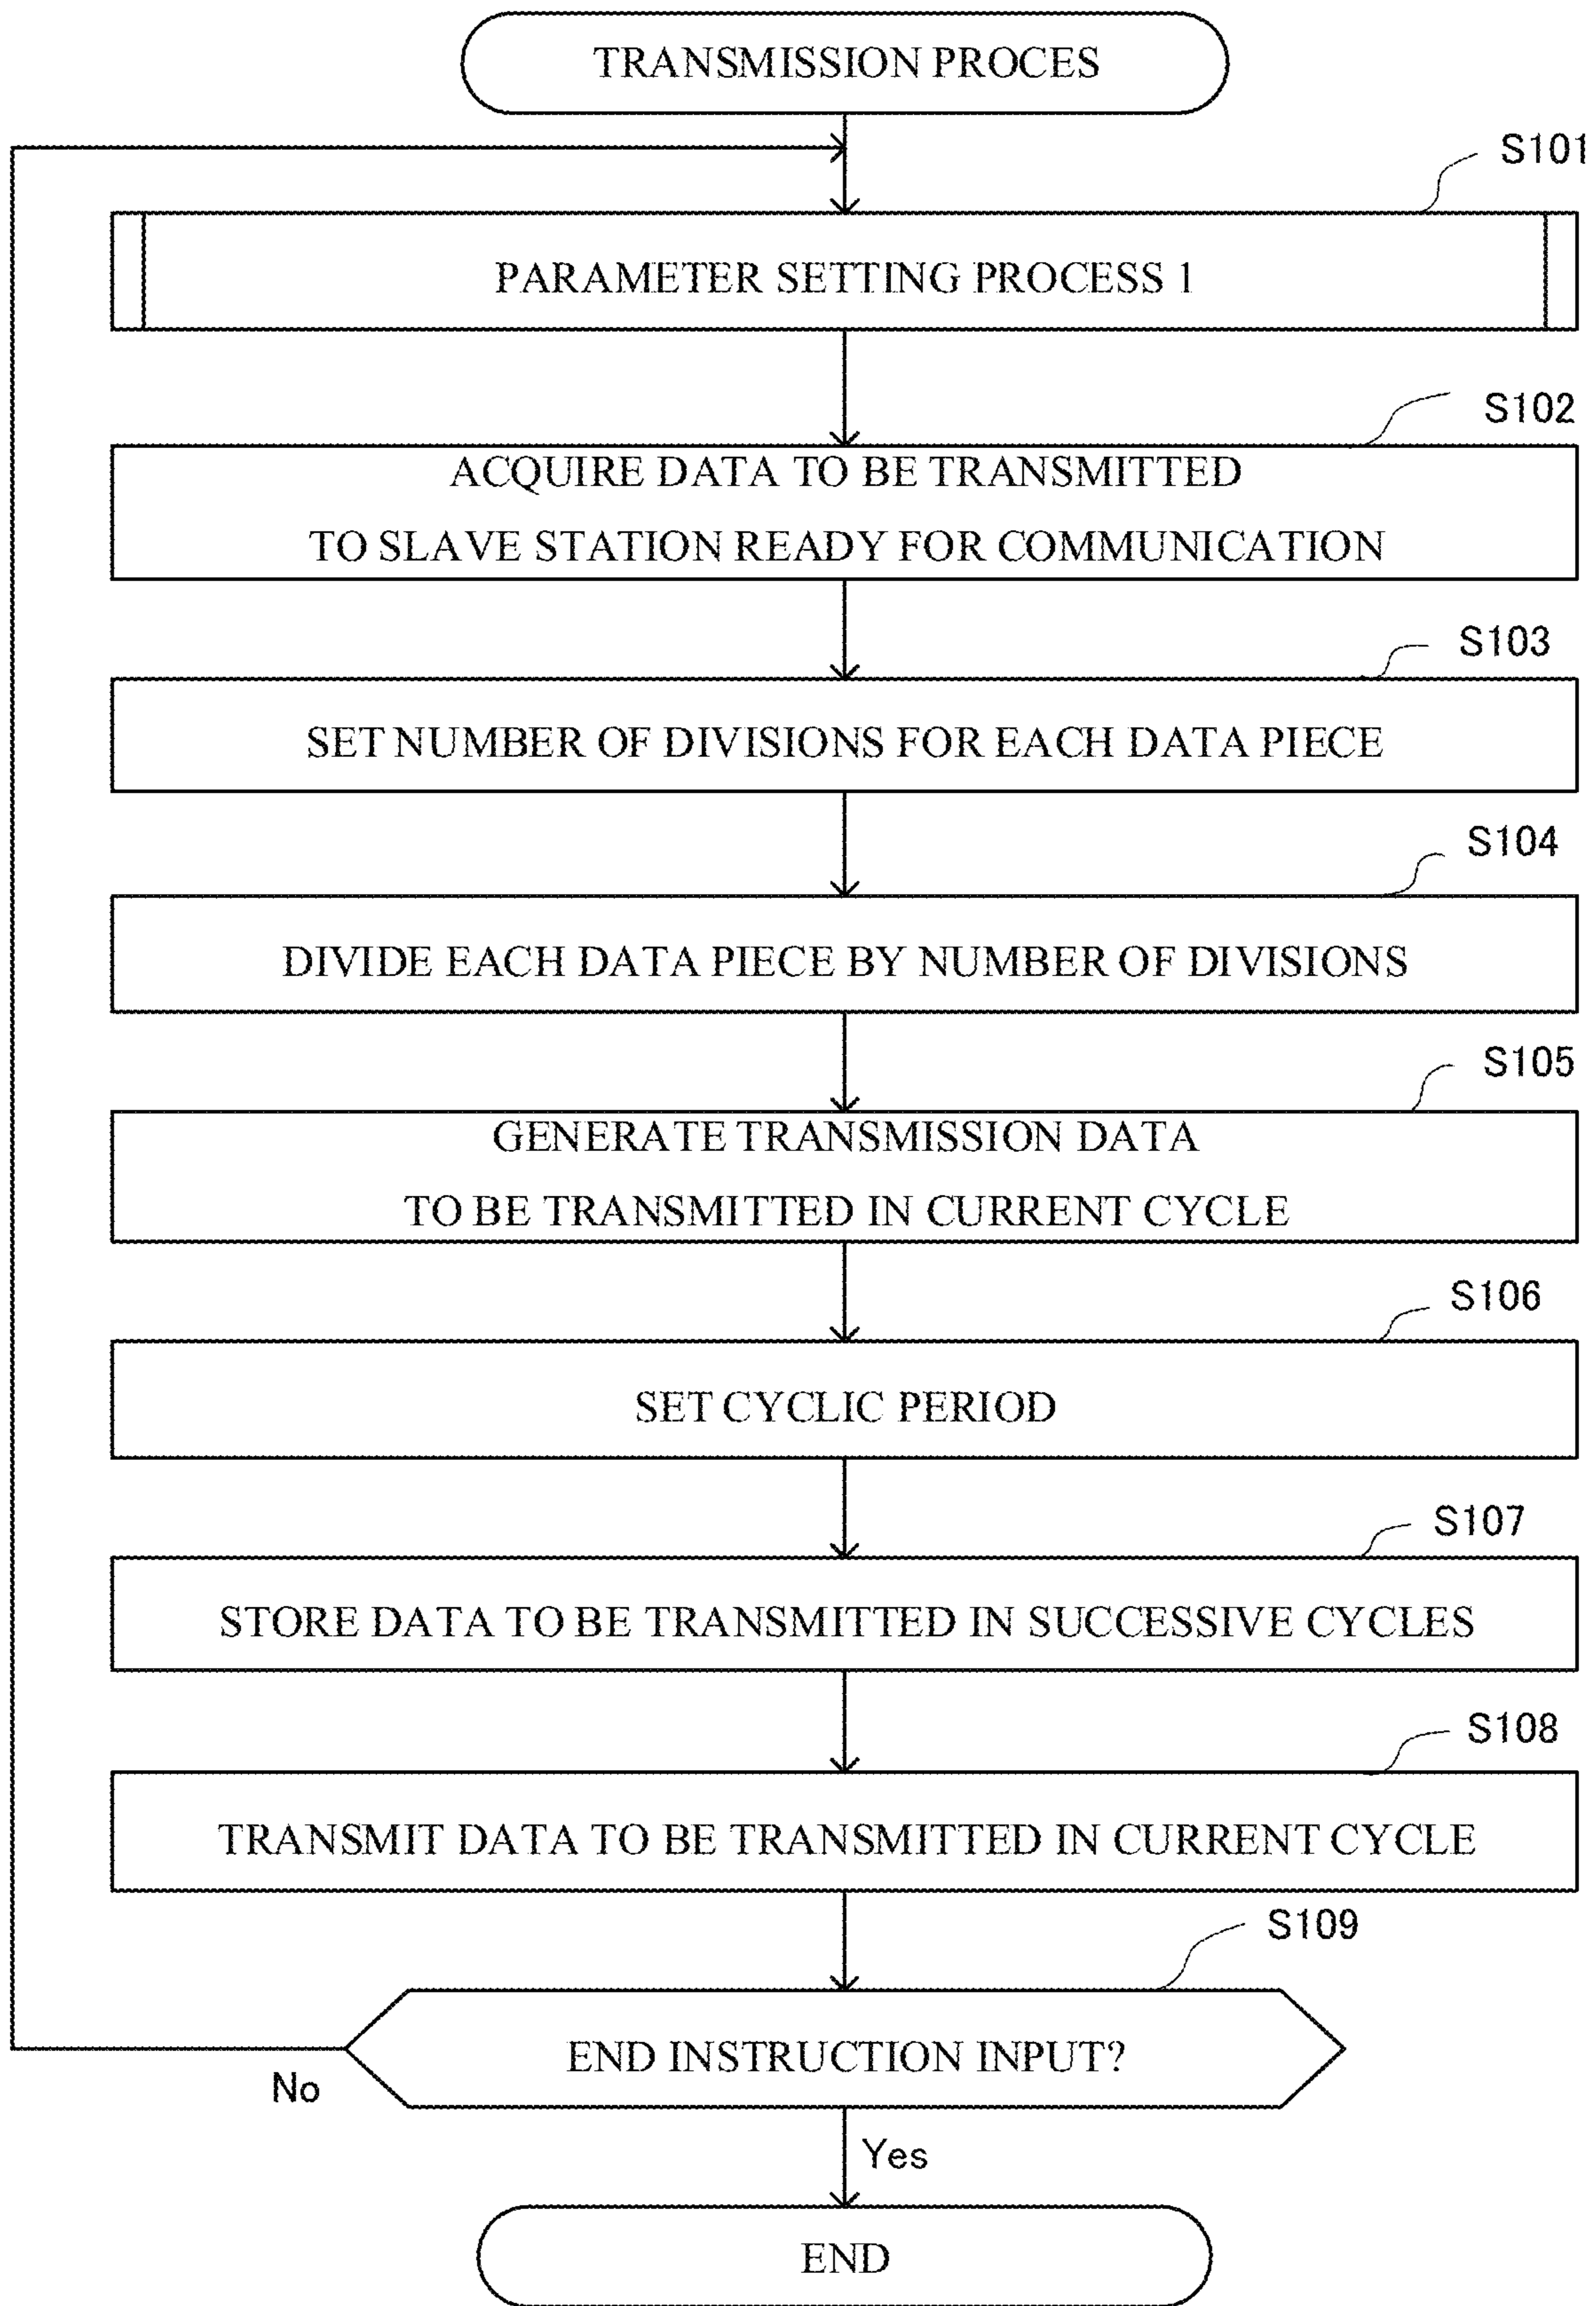 TRANSMISSION PROCES
S101
PARAMETER SETTING PROCESS 1
S102
ACQUIRE DATA TO BE TRANSMITTED
TO SLAVE STATION READY FOR COMMUNICATION
S103
SET NUMBER OF DIVISIONS FOR EACH DATA PIECE
S104
DIVIDE EACH DATA PIECE BY NUMBER OF DIVISIONS
S105
GENERATE TRANSMISSION DATA
TO BE TRANSMITTED IN CURRENT CYCLE
S106
SET CYCLIC PERIOD
S107
STORE DATA TO BE TRANSMITTED IN SUCCESSIVE CYCLES
S108
TRANSMIT DATA TO BE TRANSMITTED IN CURRENT CYCLE
S109
END INSTRUCTION INPUT?
No
Yes
END